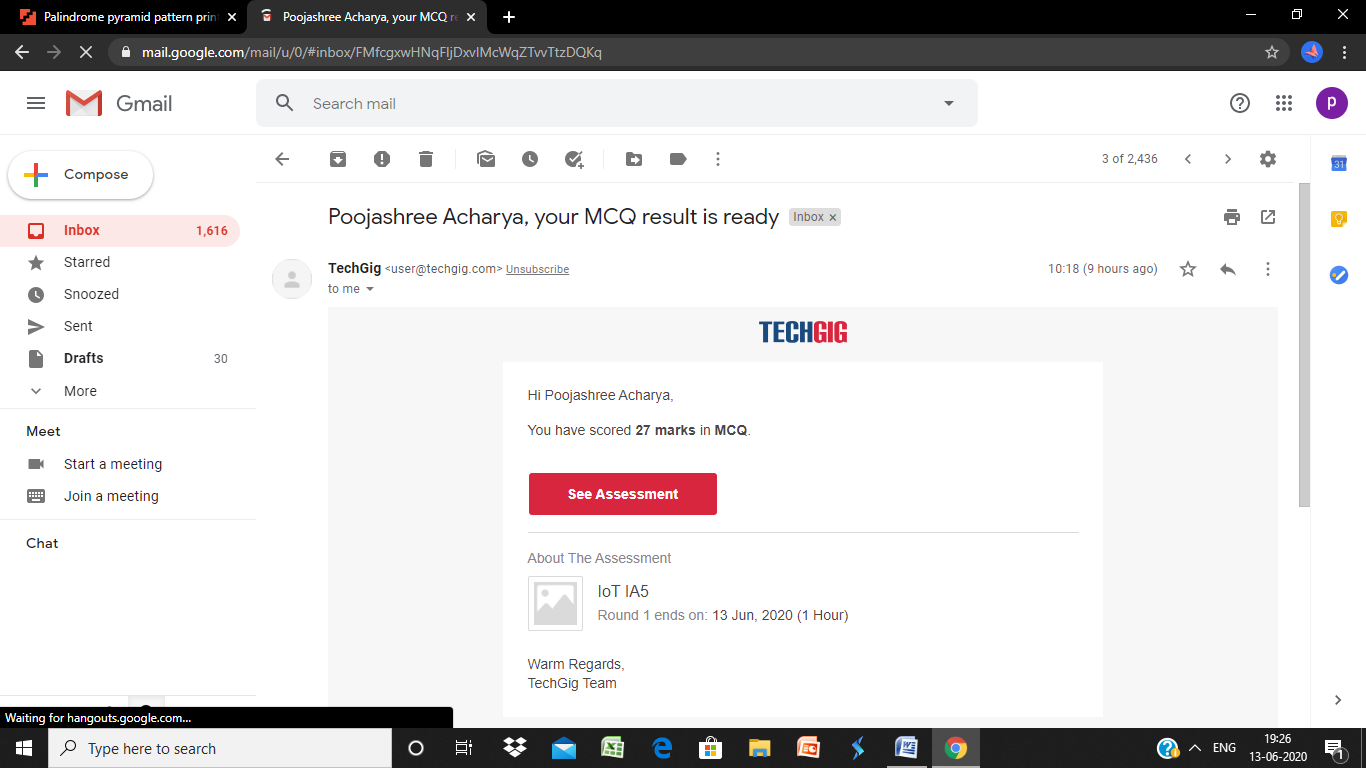 Palindrome pyramid pattern prin
Poojashree Acharya, your MCQ re
mail.google.com/mail/u/0/#inbox/FMfcgxwHNqFljDxvlMcWqZTvvTtzDQKq
Gmail
Search mail
p
Compose
3 of 2,436
31
Inbox 1,616
Starred
Snoozed
Sent
Drafts 30
More
Meet
Start a meeting
Join a meeting
Chat
Poojashree Acharya, your MCQ result is ready Inbox x
TechGig <user@techgig.com> Unsubscribe 10:18 (9 hours ago)
to me
TECHGIG
Hi Poojashree Acharya,
You have scored 27 marks in MCQ.
See Assessment
About The Assessment
IoT IA5
Round 1 ends on: 13 Jun, 2020 (1 Hour)
Warm Regards,
TechGig Team
Waiting for hangouts.google.com...
Type here to search
ENG
19:26
13-06-2020
1